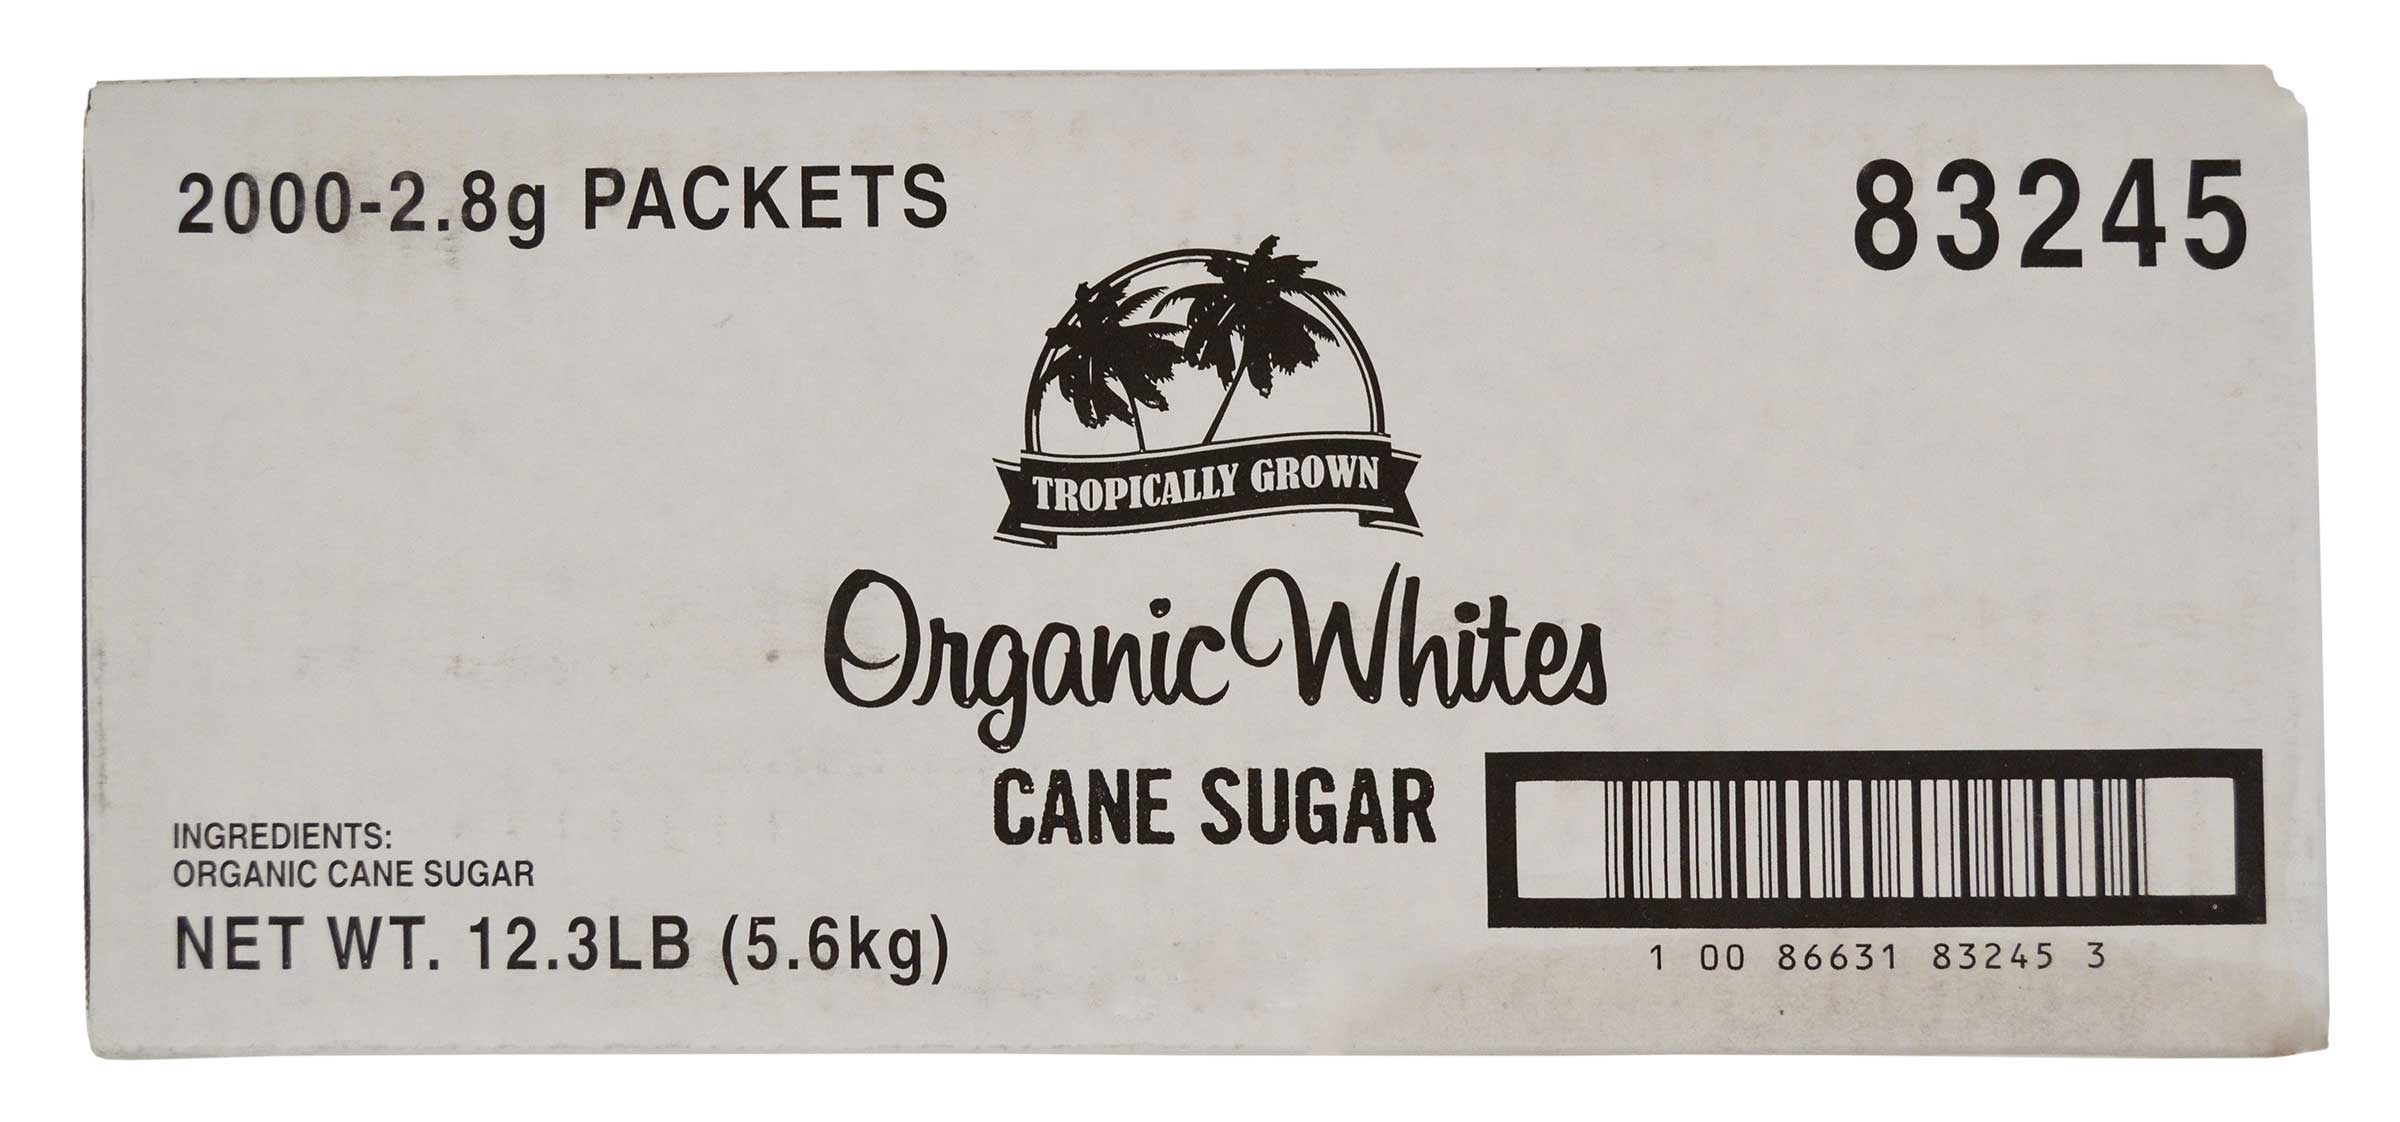 2000-2.8g PACKETS
83245
TROPICALLY GROWN
Organic Whites
CANE SUGAR
INGREDIENTS:
ORGANIC CANE SUGAR
NET WT. 12.3LB (5.6kg)
1 00 86631 83245 3